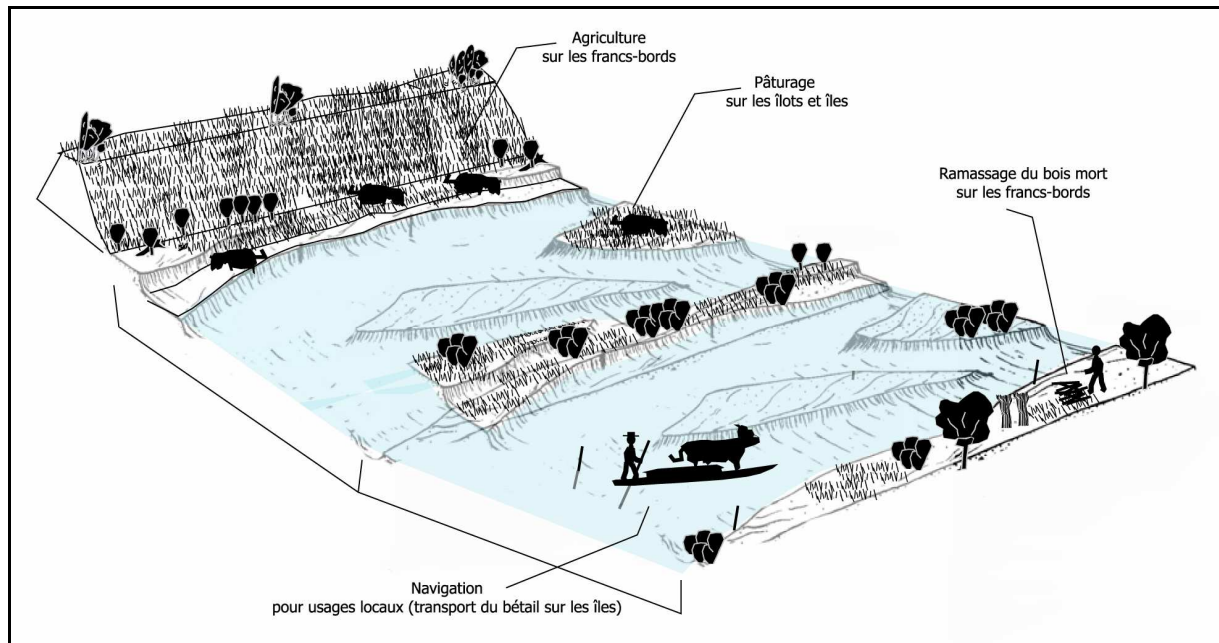 Agriculture
sur les francs-bords
Pâturage
sur les îlots et îles
Ramassage du bois mort
sur les francs-bords
Navigation
pour usages locaux (transport du bétail sur les îles)